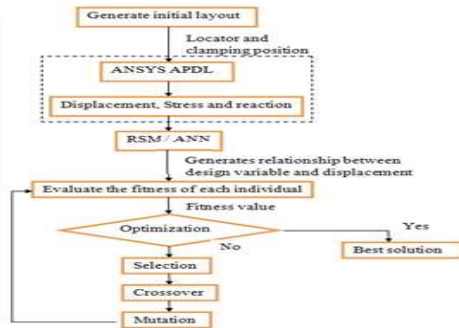 Generate initial layout
Locator and
clamping position
ANSYS APDL
Displacement, Stress and reaction
RSM / ANN
Generates relationship between
design variable and displacement
Evaluate the fitness of each individual
Fitness value
Optimization
Yes
No
Best solution
Selection
Crossover
Mutation